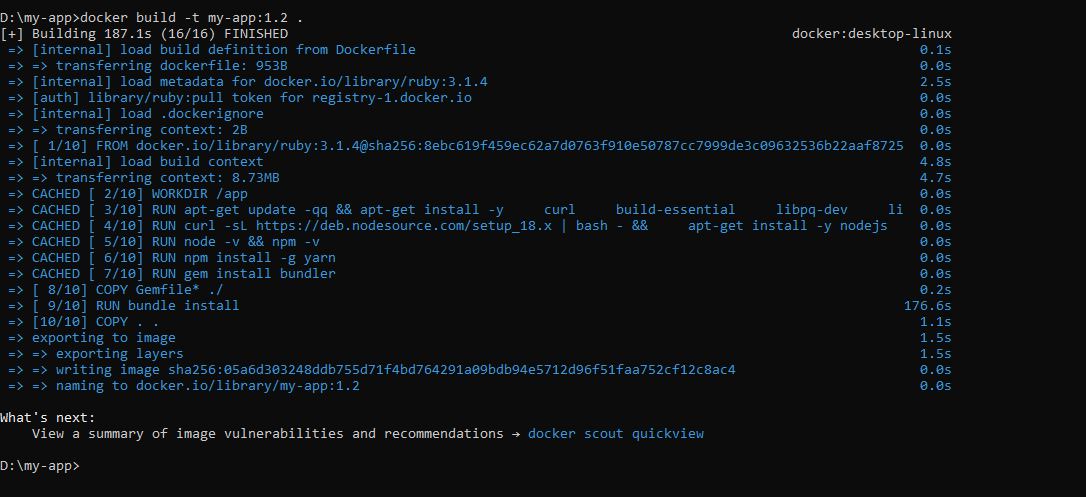 D:\my-app>docker build -t my-app:1.2 .
[+] Building 187.1s (16/16) FINISHED docker:desktop-linux
=> [internal] load build definition from Dockerfile 0.1s
=> => transferring dockerfile: 953B 0.0s
=> [internal] load metadata for docker.io/library/ruby:3.1.4 2.5s
=> [auth] library/ruby:pull token for registry-1.docker.io 0.0s
=> [internal] load .dockerignore 0.0s
=> => transferring context: 2B 0.0s
=> [ 1/10] FROM docker.io/library/ruby:3.1.4@sha256:8ebc619f459ec62a7d0763f910e50787cc7999de3c09632536b22aaf8725 0.0s
=> [internal] load build context 4.8s
=> => transferring context: 8.73MB 4.7s
=> CACHED [ 2/10] WORKDIR /app 0.0s
=> CACHED [ 3/10] RUN apt-get update -qq && apt-get install -y     curl     build-essential     libpq-dev     li 0.0s
=> CACHED [ 4/10] RUN curl -sL https://deb.nodesource.com/setup_18.x | bash - &&     apt-get install -y nodejs 0.0s
=> CACHED [ 5/10] RUN node -v && npm -v 0.0s
=> CACHED [ 6/10] RUN npm install -g yarn 0.0s
=> CACHED [ 7/10] RUN gem install bundler 0.0s
=> [ 8/10] COPY Gemfile* ./ 0.2s
=> [ 9/10] RUN bundle install 176.6s
=> [10/10] COPY . . 1.1s
=> exporting to image 1.5s
=> => exporting layers 1.5s
=> => writing image sha256:05a6d303248ddb755d71f4bd764291a09bdb94e5712d96f51faa752cf12c8ac4 0.0s
=> => naming to docker.io/library/my-app:1.2 0.0s
What's next:
View a summary of image vulnerabilities and recommendations → docker scout quickview
D:\my-app>